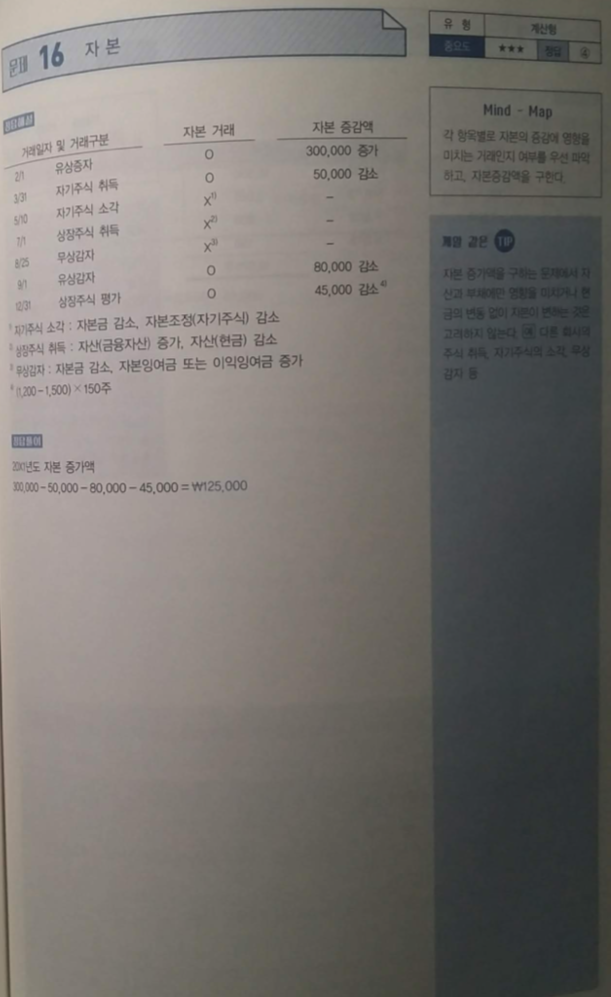 문제 16 자본
유 형 계산형
중요도 ★★★ 정답 ④
정답해설
거래일자 및 거래구분 자본 거래 자본 증감액
2/1 유상증자 O 300,000 증가
3/31 자기주식 취득 O 50,000 감소
5/10 자기주식 소각 X¹⁾ -
7/1 상장주식 취득 X²⁾ -
8/25 무상감자 X³⁾ -
9/1 유상감자 O 80,000 감소
12/31 상장주식 평가 O 45,000 감소⁴⁾
¹⁾ 자기주식 소각 : 자본금 감소, 자본조정(자기주식) 감소
²⁾ 상장주식 취득 : 자산(금융자산) 증가, 자산(현금) 감소
³⁾ 무상감자 : 자본금 감소, 자본잉여금 또는 이익잉여금 증가
⁴⁾ (1,200-1,500)×150주
정답풀이
20X1년도 자본 증가액
300,000-50,000-80,000-45,000=₩125,000
Mind - Map
각 항목별로 자본의 증감에 영향을
미치는 거래인지 여부를 우선 파악
하고, 자본증감액을 구한다.
계명 같은 TIP
자본 증가액을 구하는 문제에서 자
산과 부채에만 영향을 미치거나 현
금의 변동 없이 자본이 변하는 것은
고려하지 않는다. 예 다른 회사의
주식 취득, 자기주식의 소각, 무상
감자 등